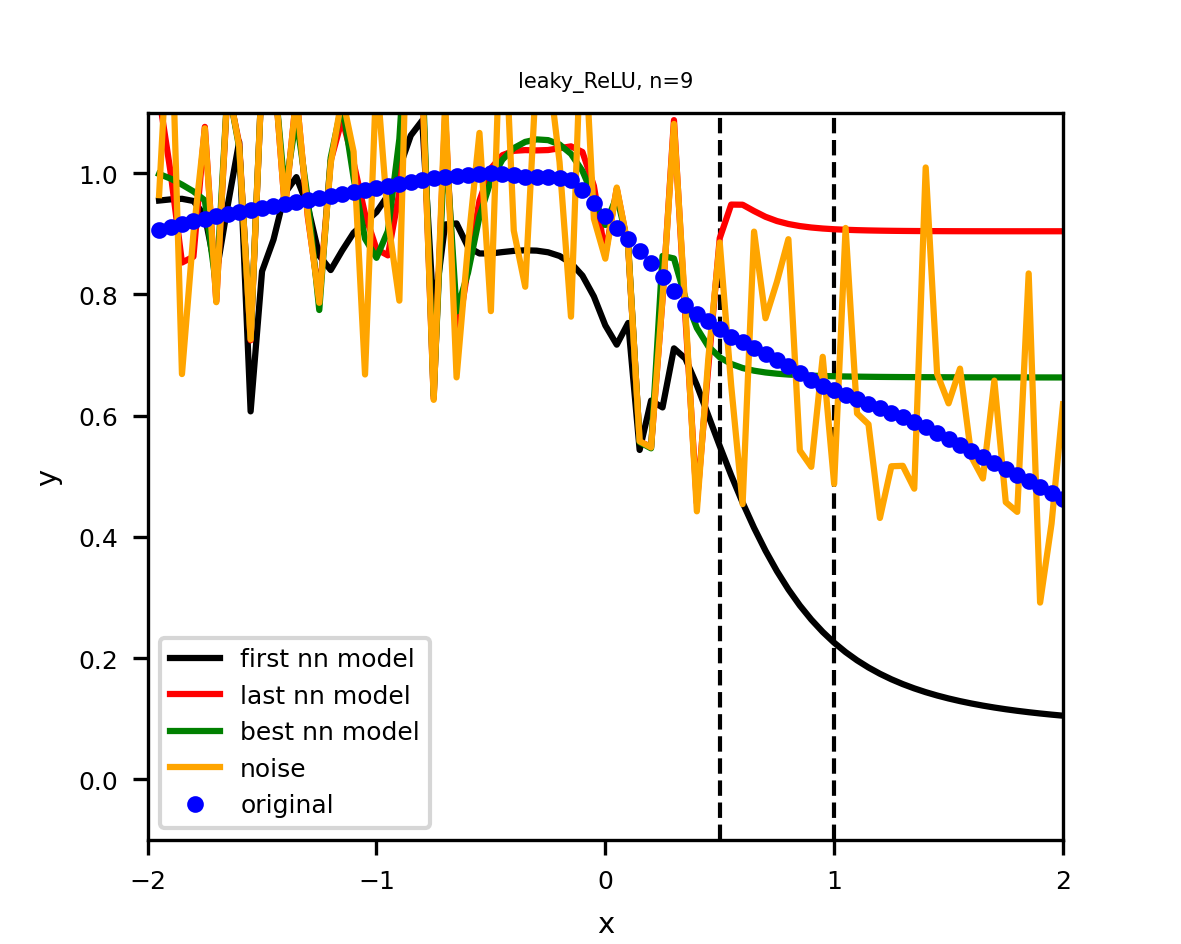 leaky_ReLU, n=9
1.0
0.8
0.6
0.4
0.2
0.0
y
first nn model
last nn model
best nn model
noise
original
−2
−1
0
1
2
x